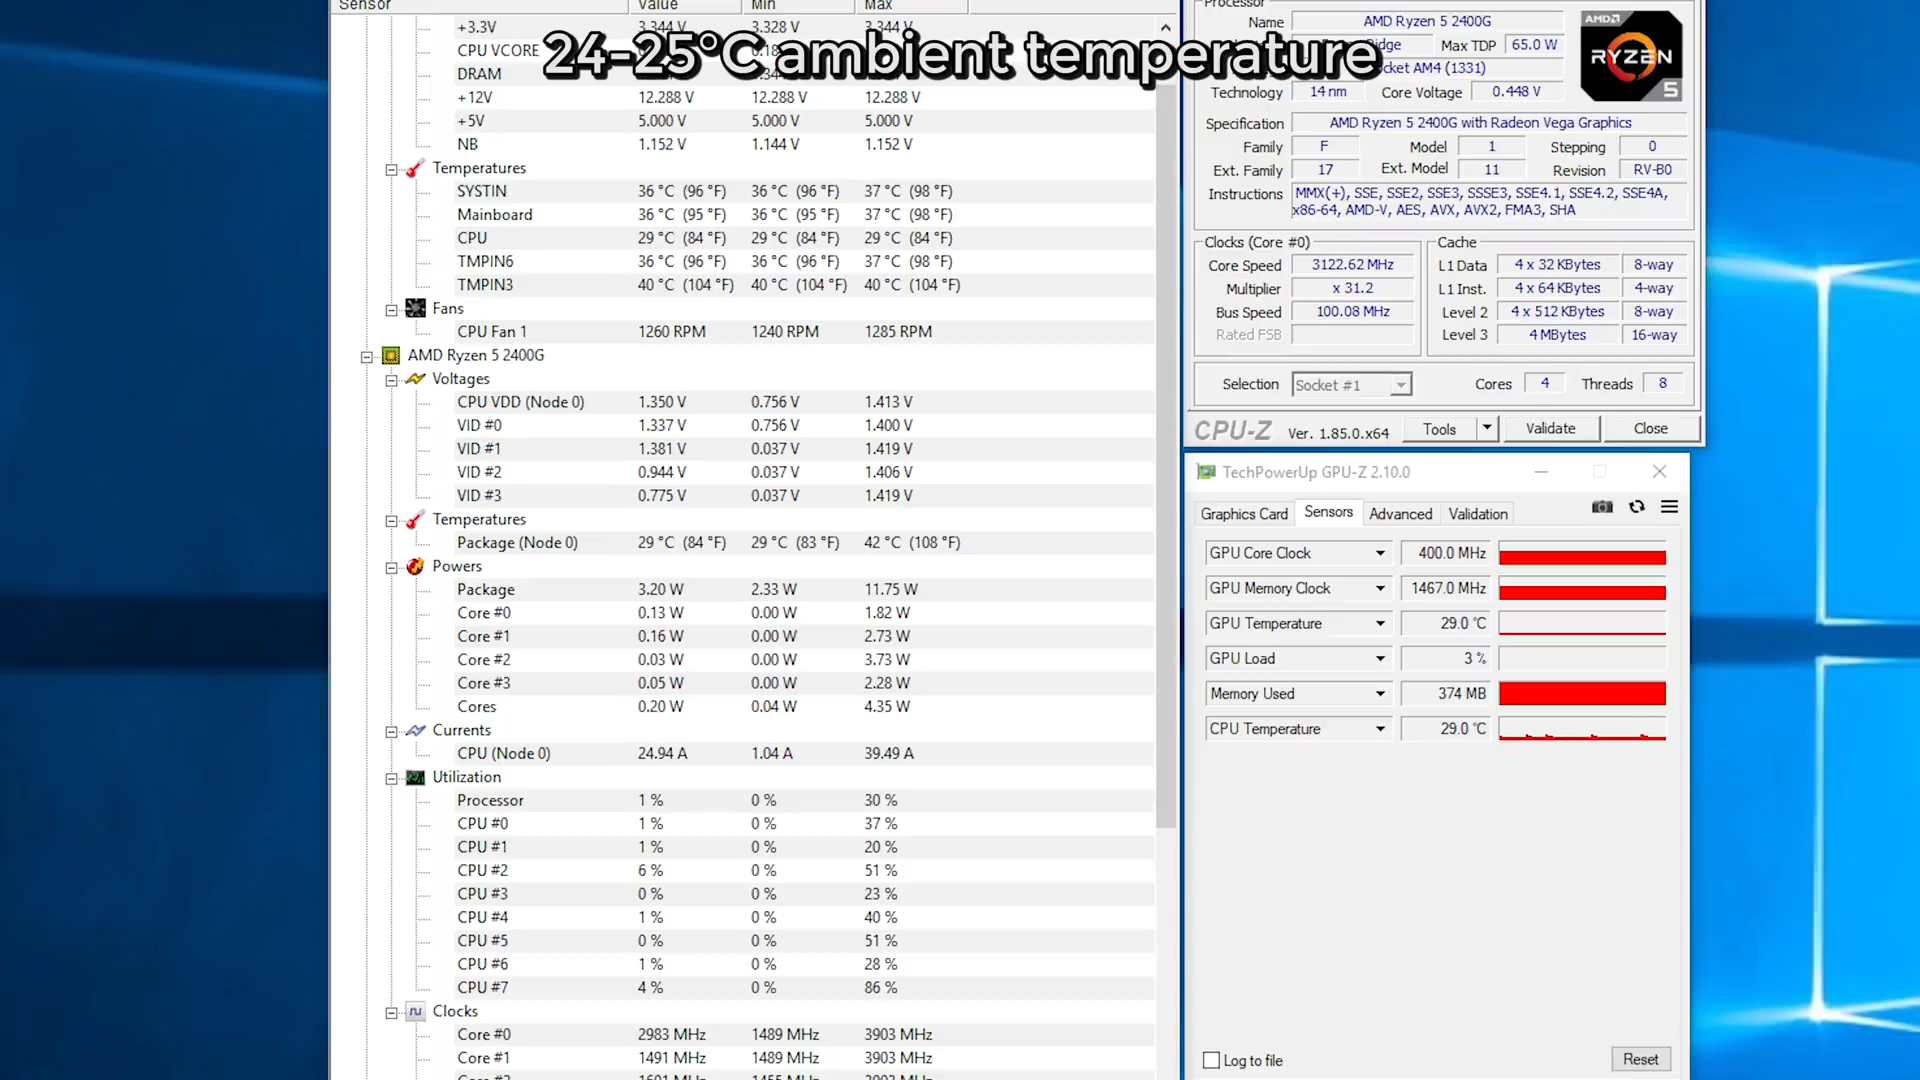 Sensor Value Min Max
+3.3V 3.344 V 3.328 V 3.344 V
CPU VCORE
DRAM
+12V 12.288 V 12.288 V 12.288 V
+5V 5.000 V 5.000 V 5.000 V
NB 1.152 V 1.144 V 1.152 V
24-25°C ambient temperature
Temperatures
SYSTIN 36 °C (96 °F) 36 °C (96 °F) 37 °C (98 °F)
Mainboard 36 °C (95 °F) 36 °C (95 °F) 37 °C (98 °F)
CPU 29 °C (84 °F) 29 °C (84 °F) 29 °C (84 °F)
TMPIN6 36 °C (96 °F) 36 °C (96 °F) 37 °C (98 °F)
TMPIN3 40 °C (104 °F) 40 °C (104 °F) 40 °C (104 °F)
Fans
CPU Fan 1 1260 RPM 1240 RPM 1285 RPM
AMD Ryzen 5 2400G
Voltages
CPU VDD (Node 0) 1.350 V 0.756 V 1.413 V
VID #0 1.337 V 0.756 V 1.400 V
VID #1 1.381 V 0.037 V 1.419 V
VID #2 0.944 V 0.037 V 1.406 V
VID #3 0.775 V 0.037 V 1.419 V
Temperatures
Package (Node 0) 29 °C (84 °F) 29 °C (83 °F) 42 °C (108 °F)
Powers
Package 3.20 W 2.33 W 11.75 W
Core #0 0.13 W 0.00 W 1.82 W
Core #1 0.16 W 0.00 W 2.73 W
Core #2 0.03 W 0.00 W 3.73 W
Core #3 0.05 W 0.00 W 2.28 W
Cores 0.20 W 0.04 W 4.35 W
Currents
CPU (Node 0) 24.94 A 1.04 A 39.49 A
Utilization
Processor 1 % 0 % 30 %
CPU #0 1 % 0 % 37 %
CPU #1 1 % 0 % 20 %
CPU #2 6 % 0 % 51 %
CPU #3 0 % 0 % 23 %
CPU #4 1 % 0 % 40 %
CPU #5 0 % 0 % 51 %
CPU #6 1 % 0 % 28 %
CPU #7 4 % 0 % 86 %
Clocks
Core #0 2983 MHz 1489 MHz 3903 MHz
Core #1 1491 MHz 1489 MHz 3903 MHz
Processor
Name AMD Ryzen 5 2400G
Max TDP 65.0 W
AM4 (1331)
Technology 14 nm Core Voltage 0.448 V
AMD RYZEN 5
Specification AMD Ryzen 5 2400G with Radeon Vega Graphics
Family F Model 1 Stepping 0
Ext. Family 17 Ext. Model 11 Revision RV-B0
Instructions MMX(+), SSE, SSE2, SSE3, SSSE3, SSE4.1, SSE4.2, SSE4A,
x86-64, AMD-V, AES, AVX, AVX2, FMA3, SHA
Clocks (Core #0)
Core Speed 3122.62 MHz
Multiplier x 31.2
Bus Speed 100.08 MHz
Rated FSB
Cache
L1 Data 4 x 32 KBytes 8-way
L1 Inst. 4 x 64 KBytes 4-way
Level 2 4 x 512 KBytes 8-way
Level 3 4 MBytes 16-way
Selection Socket #1 Cores 4 Threads 8
CPU-Z Ver. 1.85.0.x64 Tools Validate Close
TechPowerUp GPU-Z 2.10.0
Graphics Card Sensors Advanced Validation
GPU Core Clock 400.0 MHz
GPU Memory Clock 1467.0 MHz
GPU Temperature 29.0 °C
GPU Load 3 %
Memory Used 374 MB
CPU Temperature 29.0 °C
Log to file Reset